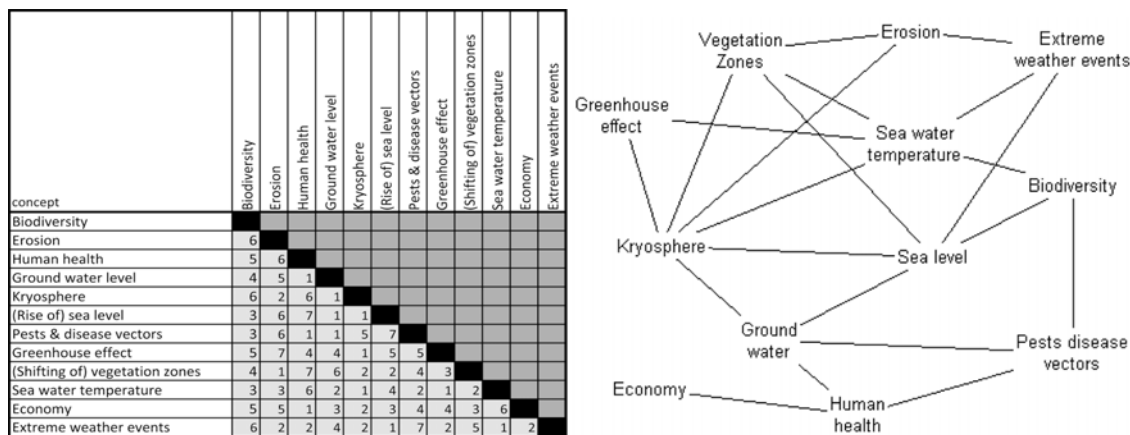 Biodiversity
Erosion
Human health
Ground water level
Kryosphere
(Rise of) sea level
Pests & disease vectors
Greenhouse effect
(Shifting of) vegetation zones
Sea water temperature
Economy
Extreme weather events
concept
Biodiversity
Erosion 6
Human health 5 6
Ground water level 4 5 1
Kryosphere 6 2 6 1
(Rise of) sea level 3 6 7 1 1
Pests & disease vectors 3 6 1 1 5 7
Greenhouse effect 5 7 4 4 1 5 5
(Shifting of) vegetation zones 4 1 7 6 2 2 4 3
Sea water temperature 3 3 6 2 1 4 2 1 2
Economy 5 5 1 3 2 3 4 4 3 6
Extreme weather events 6 2 2 4 2 1 7 2 5 1 2
Vegetation
Zones
Erosion
Extreme
weather events
Greenhouse
effect
Sea water
temperature
Biodiversity
Kryosphere
Sea level
Ground
water
Pests disease
vectors
Economy
Human
health